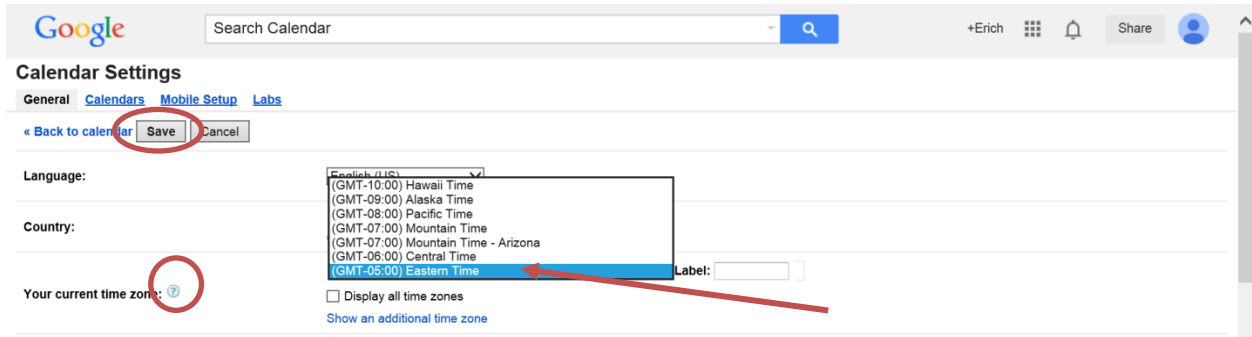 Google Search Calendar +Erich Share
Calendar Settings
General Calendars Mobile Setup Labs
« Back to calendar Save Cancel
Language: English (US)
(GMT-10:00) Hawaii Time
(GMT-09:00) Alaska Time
(GMT-08:00) Pacific Time
Country: (GMT-07:00) Mountain Time
(GMT-07:00) Mountain Time - Arizona
(GMT-06:00) Central Time
(GMT-05:00) Eastern Time Label:
Your current time zone: ? Display all time zones
Show an additional time zone